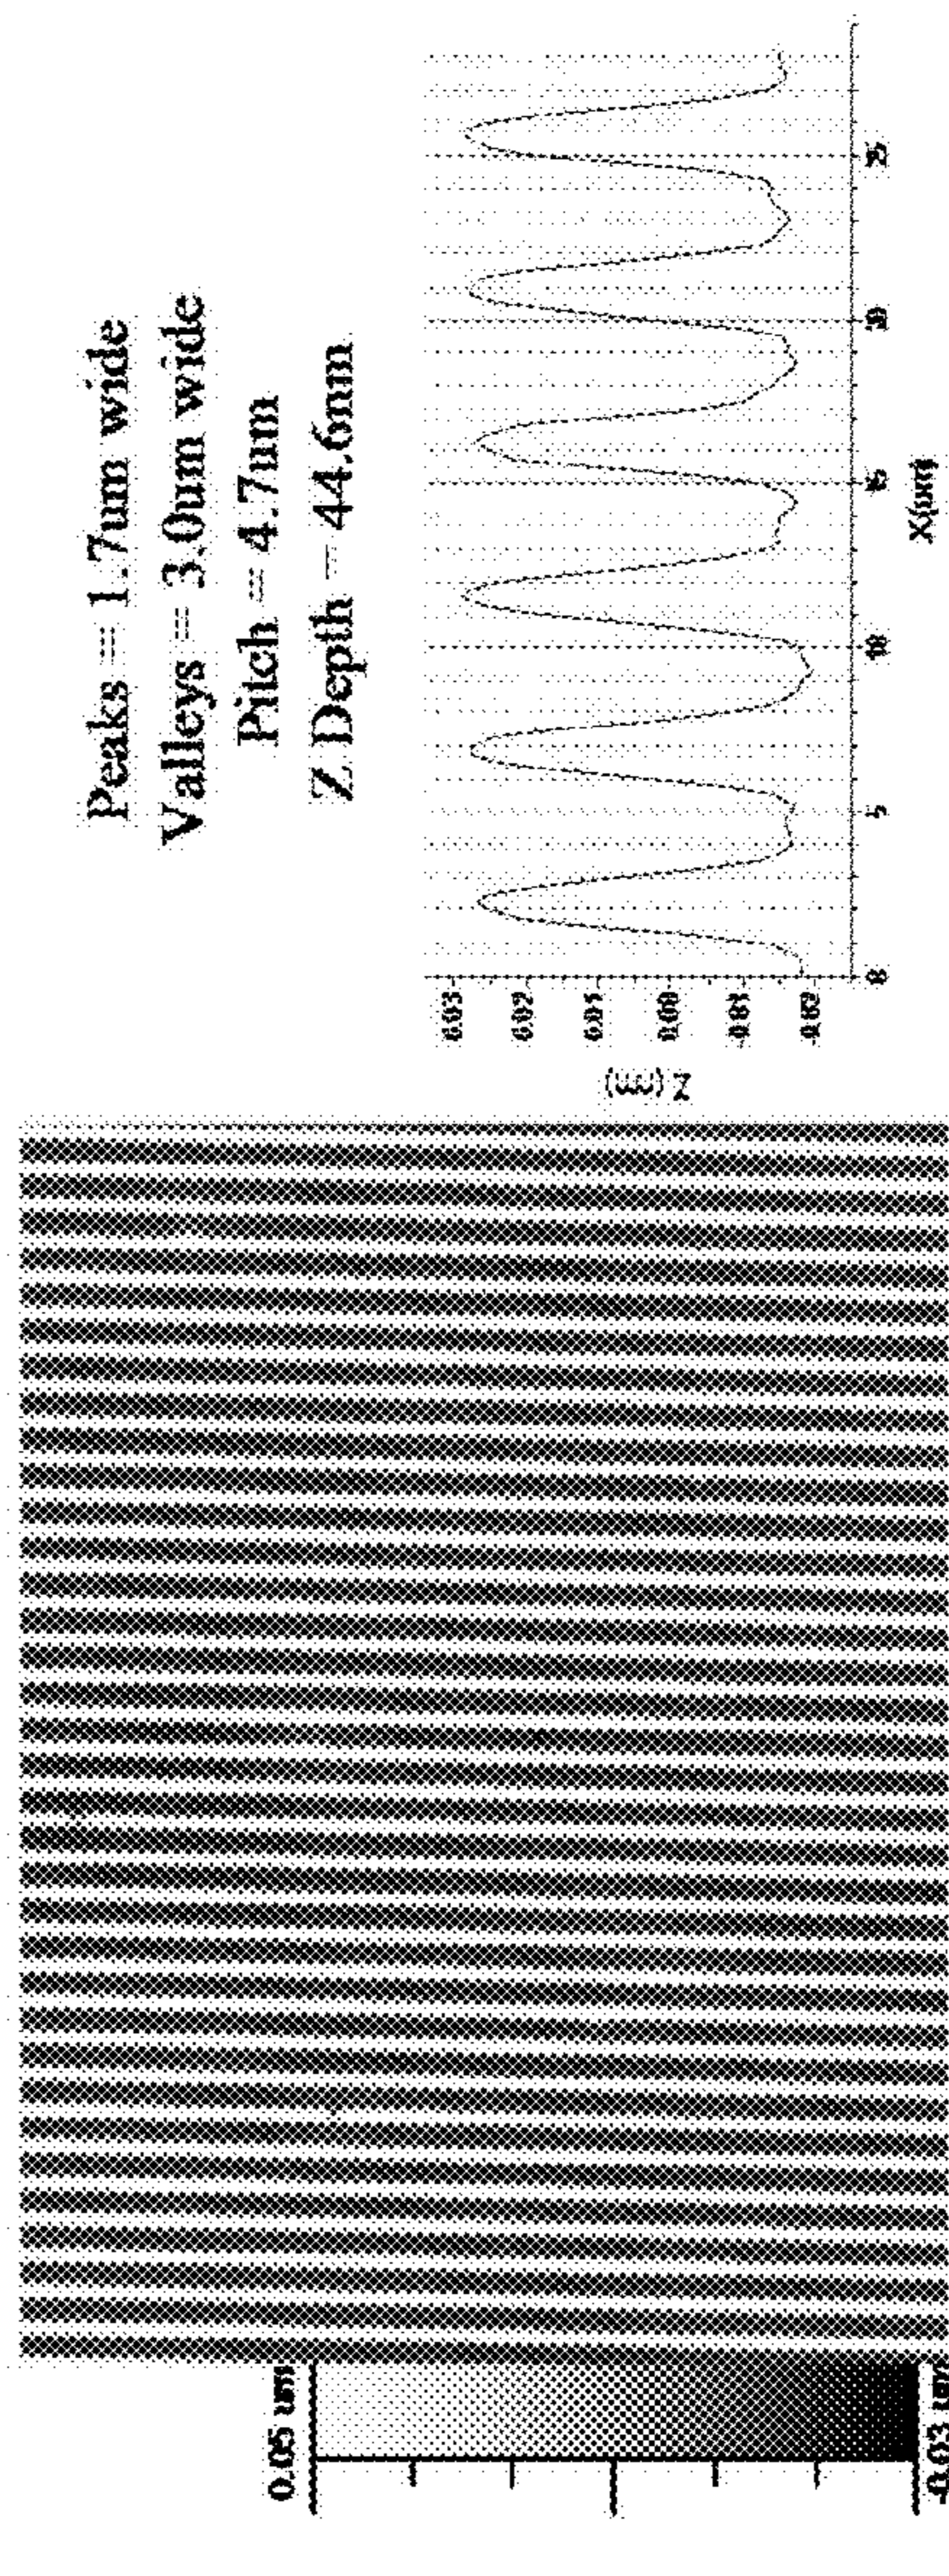 Peaks = 1.7um wide
Valleys = 3.0um wide
Pitch = 4.7um
Z Depth = 44.6nm
0.03
0.02
0.01
0.00
-0.01
-0.02
0
5
10
15
20
25
0.05 um
-0.03 um